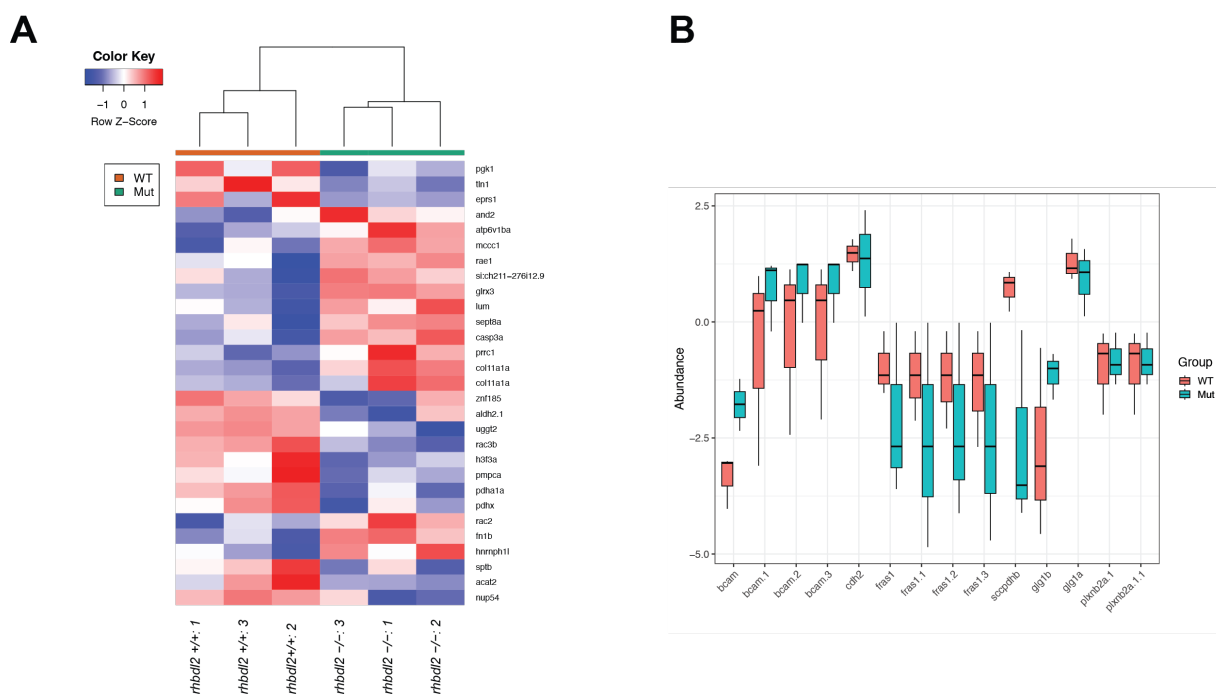 A
Color Key
−1 0 1
Row Z−Score
WT
Mut
pgk1
tln1
eprs1
and2
atp6v1ba
mccc1
rae1
si:ch211-276l12.9
glrx3
lum
sept8a
casp3a
prrc1
col11a1a
col11a1a
znf185
aldh2.1
uggt2
rac3b
h3f3a
pmpca
pdha1a
pdhx
rac2
fn1b
hnrnph1l
sptb
acat2
nup54
rhbdl2 +/+: 1
rhbdl2 +/+: 3
rhbdl2+/+: 2
rhbdl2 −/−: 3
rhbdl2 −/−: 1
rhbdl2 −/−: 2
B
Abundance
2.5
0.0
−2.5
−5.0
bcam
bcam.1
bcam.2
bcam.3
cdh2
fras1
fras1.1
fras1.2
fras1.3
sccpdhb
glg1b
glg1a
plxnb2a.1
plxnb2a.1.1
Group
WT
Mut